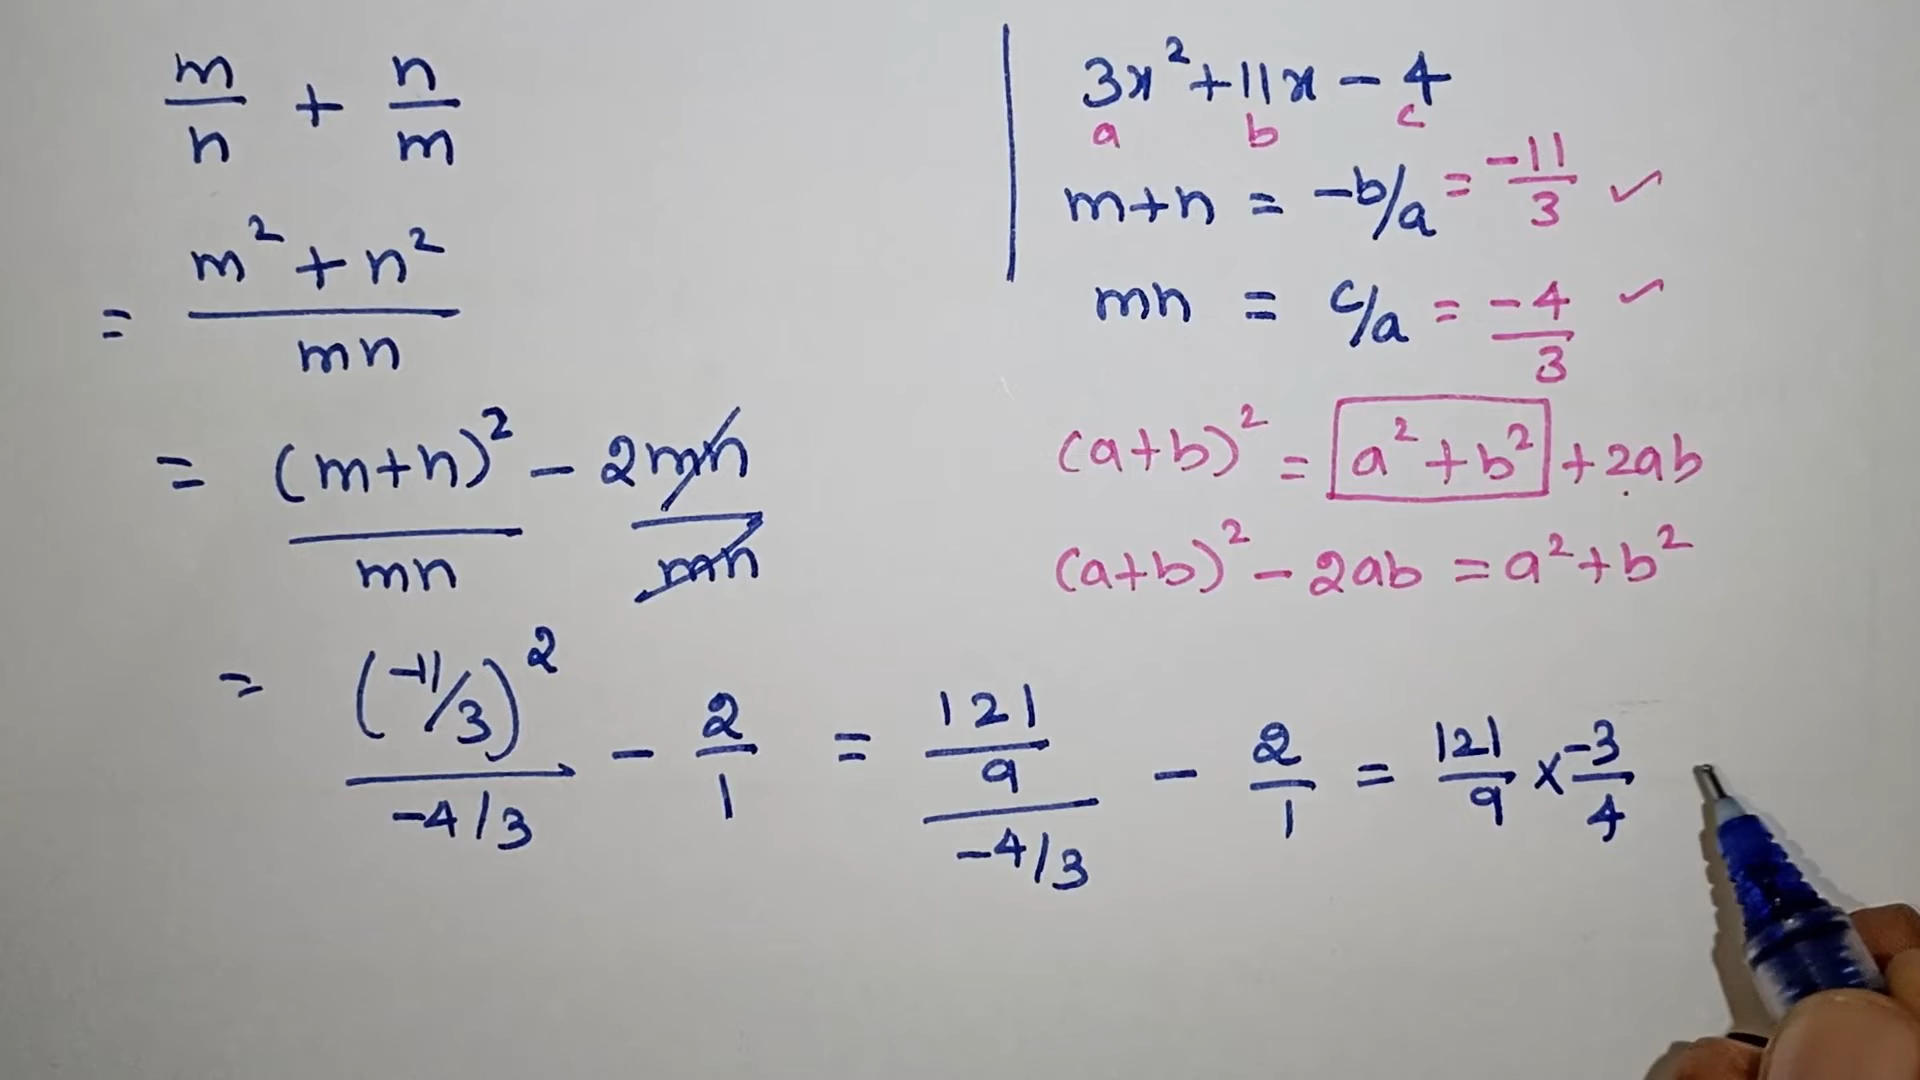 m/n + n/m
= m² + n² / mn
= (m+n)² / mn − 2mn / mn
= (-11/3)² / -4/3 − 2/1 = 121/9 / -4/3 − 2/1 = 121/9 × -3/4
3x² + 11x − 4
a b c
m+n = -b/a = -11/3 ✓
mn = c/a = -4/3 ✓
(a+b)² = a² + b² + 2ab
(a+b)² − 2ab = a² + b²